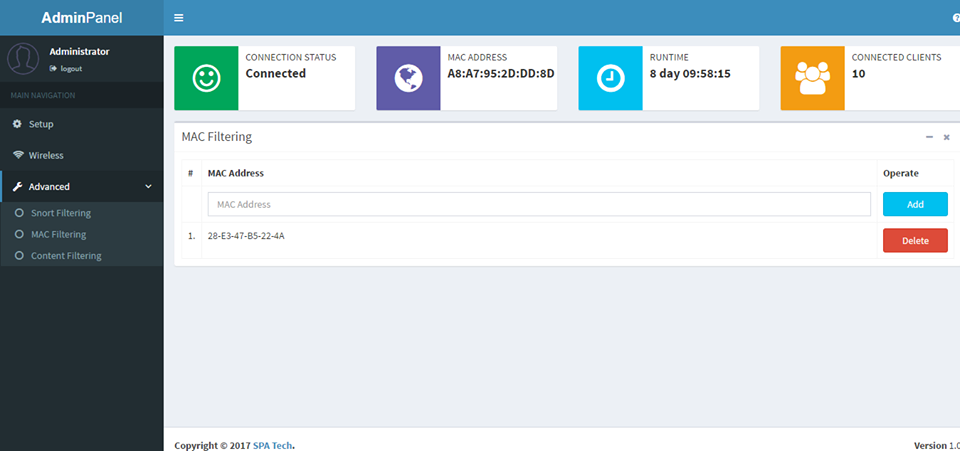 AdminPanel
Administrator
logout
MAIN NAVIGATION
Setup
Wireless
Advanced
Snort Filtering
MAC Filtering
Content Filtering
CONNECTION STATUS
Connected
MAC ADDRESS
A8:A7:95:2D:DD:8D
RUNTIME
8 day 09:58:15
CONNECTED CLIENTS
10
MAC Filtering
# MAC Address Operate
MAC Address Add
1. 28-E3-47-B5-22-4A Delete
Copyright © 2017 SPA Tech. Version 1.0